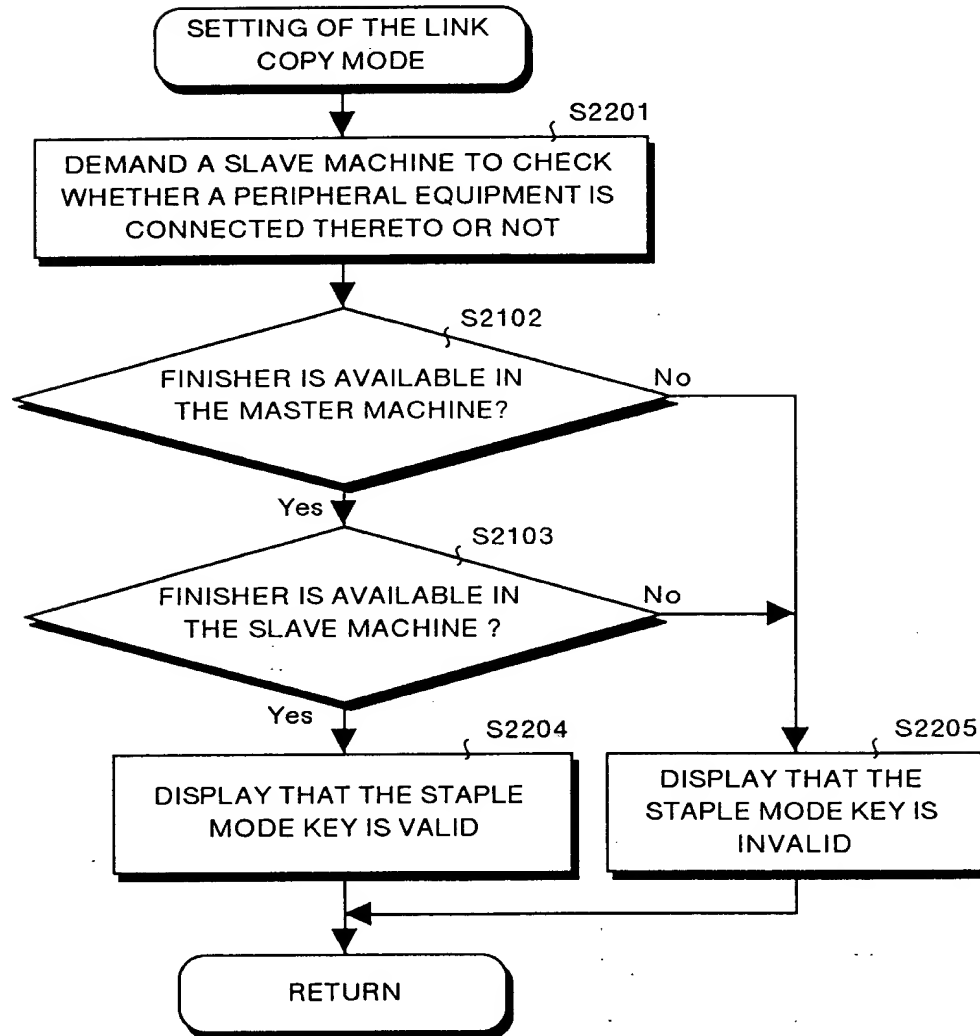 SETTING OF THE LINK
COPY MODE
S2201
DEMAND A SLAVE MACHINE TO CHECK
WHETHER A PERIPHERAL EQUIPMENT IS
CONNECTED THERETO OR NOT
S2102
FINISHER IS AVAILABLE IN
THE MASTER MACHINE?
No
Yes
S2103
FINISHER IS AVAILABLE IN
THE SLAVE MACHINE ?
No
Yes
S2204
DISPLAY THAT THE STAPLE
MODE KEY IS VALID
S2205
DISPLAY THAT THE
STAPLE MODE KEY IS
INVALID
RETURN